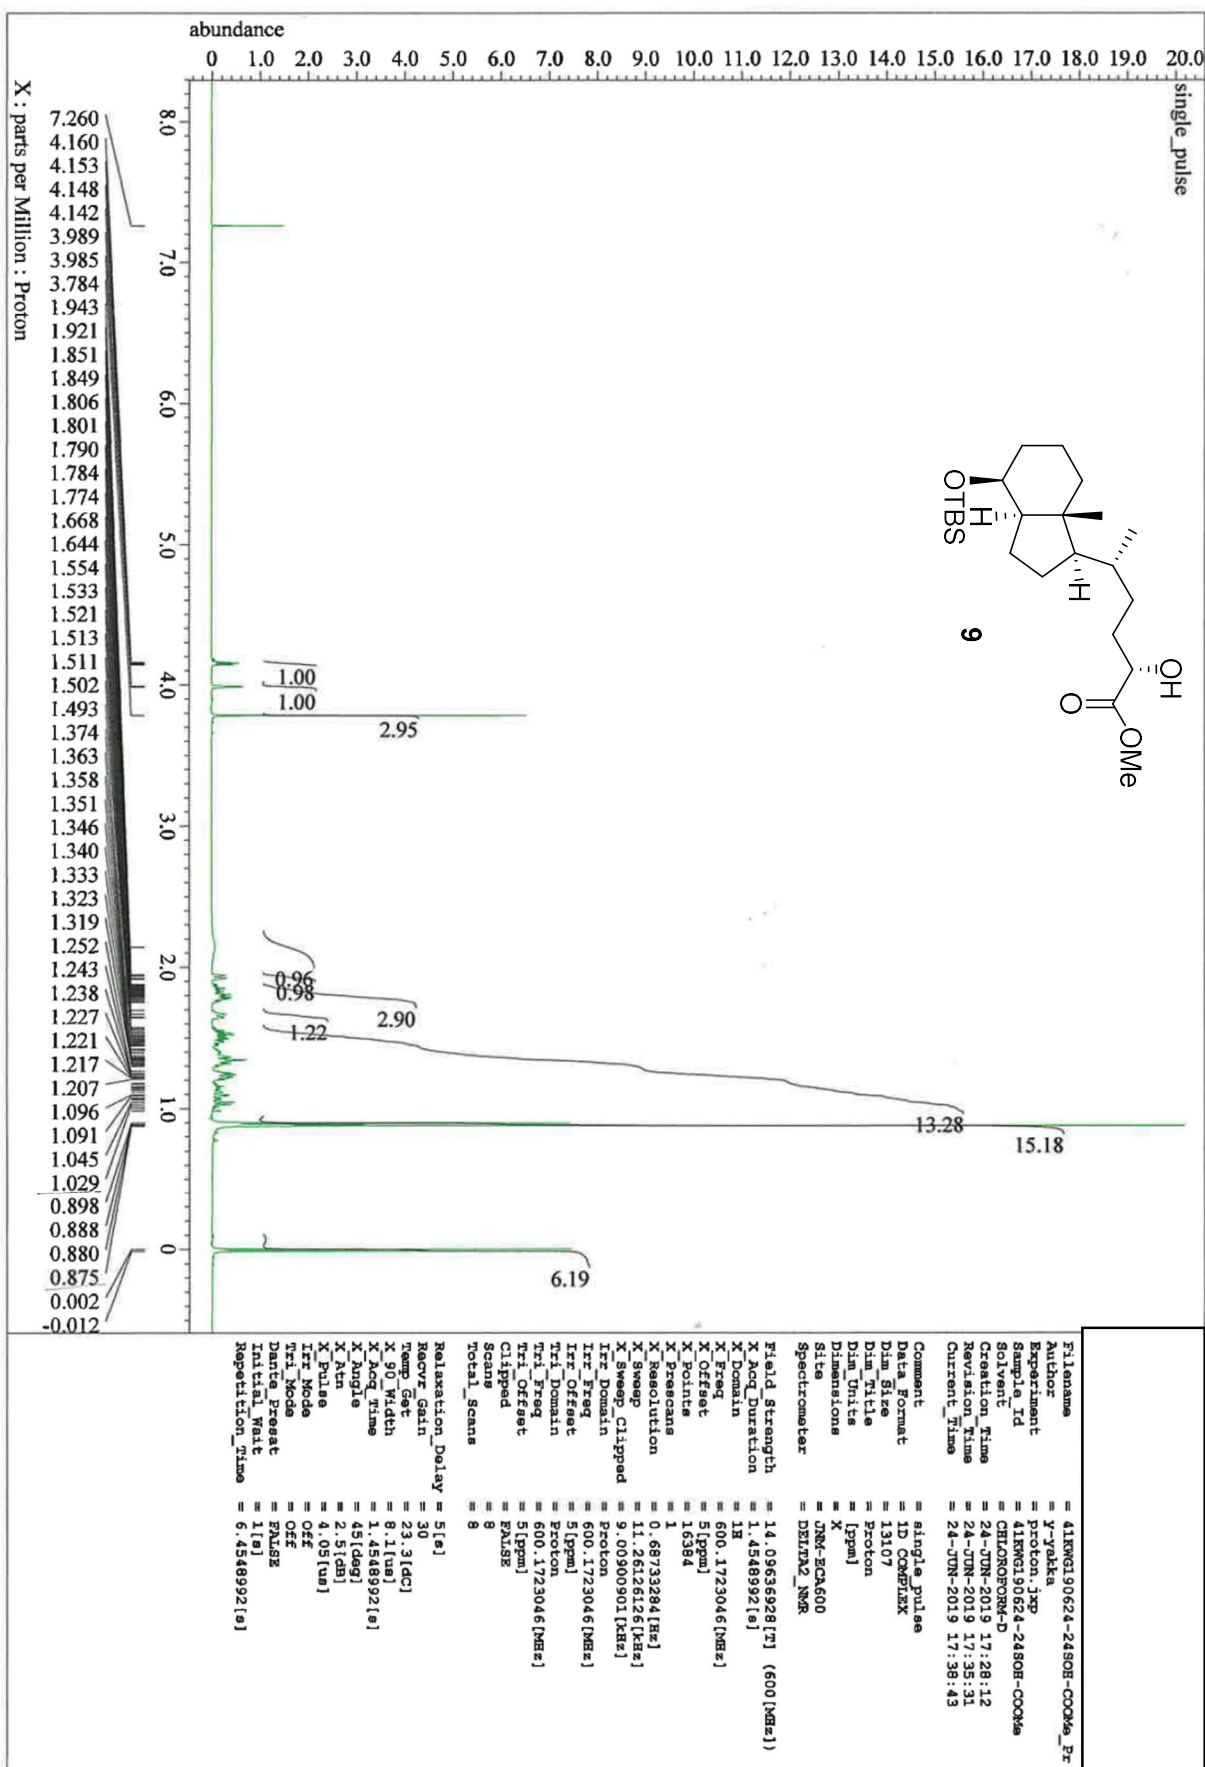 single_pulse
abundance
0 1.0 2.0 3.0 4.0 5.0 6.0 7.0 8.0 9.0 10.0 11.0 12.0 13.0 14.0 15.0 16.0 17.0 18.0 19.0 20.0
OTBS
H
H
OH
O
OMe
9
1.00
1.00
2.95
0.96
0.98
2.90
1.22
13.28
15.18
6.19
8.0 7.0 6.0 5.0 4.0 3.0 2.0 1.0 0
7.260
4.160
4.153
4.148
4.142
3.989
3.985
3.784
1.943
1.921
1.851
1.849
1.806
1.801
1.790
1.784
1.774
1.668
1.644
1.554
1.533
1.521
1.513
1.511
1.502
1.493
1.374
1.363
1.358
1.351
1.346
1.340
1.333
1.323
1.319
1.252
1.243
1.238
1.227
1.221
1.217
1.207
1.096
1.091
1.045
1.029
0.898
0.888
0.880
0.875
0.002
-0.012
X : parts per Million : Proton
Filename = 41KWG190624-24SOH-COOMe_Pr
Author = y-yakka
Experiment = proton.jxp
Sample_Id = 41KWG190624-24SOH-COOMe
Solvent = CHLOROFORM-D
Creation_Time = 24-JUN-2019 17:28:12
Revision_Time = 24-JUN-2019 17:35:31
Current_Time = 24-JUN-2019 17:38:43
Comment = single_pulse
Data_Format = 1D COMPLEX
Dim_Size = 13107
Dim_Title = Proton
Dim_Units = [ppm]
Dimensions = X
Site = JNM-ECA600
Spectrometer = DELTA2_NMR
Field_Strength = 14.09636928[T] (600[MHz])
X_Acq_Duration = 1.4548992[s]
X_Domain = 1H
X_Freq = 600.1723046[MHz]
X_Offset = 5[ppm]
X_Points = 16384
X_Prescans = 1
X_Resolution = 0.68733284[Hz]
X_Sweep = 11.26126126[kHz]
X_Sweep_Clipped = 9.00900901[kHz]
Irr_Domain = Proton
Irr_Freq = 600.1723046[MHz]
Irr_Offset = 5[ppm]
Tri_Domain = Proton
Tri_Freq = 600.1723046[MHz]
Tri_Offset = 5[ppm]
Clipped = FALSE
Scans = 8
Total_Scans = 8
Relaxation_Delay = 5[s]
Recvr_Gain = 30
Temp_Get = 23.3[dC]
X_90_Width = 8.1[us]
X_Acq_Time = 1.4548992[s]
X_Angle = 45[deg]
X_Atn = 2.5[dB]
X_Pulse = 4.05[us]
Irr_Mode = Off
Tri_Mode = Off
Dante_Presat = FALSE
Initial_Wait = 1[s]
Repetition_Time = 6.4548992[s]